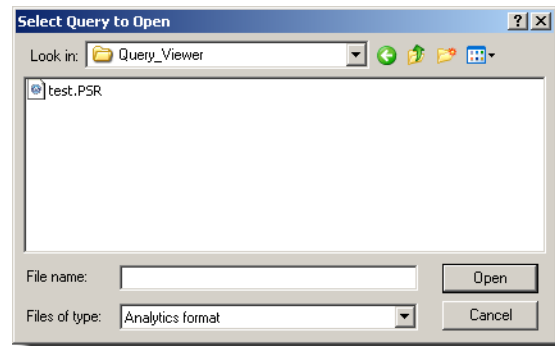 Select Query to Open
Look in: Query_Viewer
test.PSR
File name:
Open
Files of type: Analytics format
Cancel